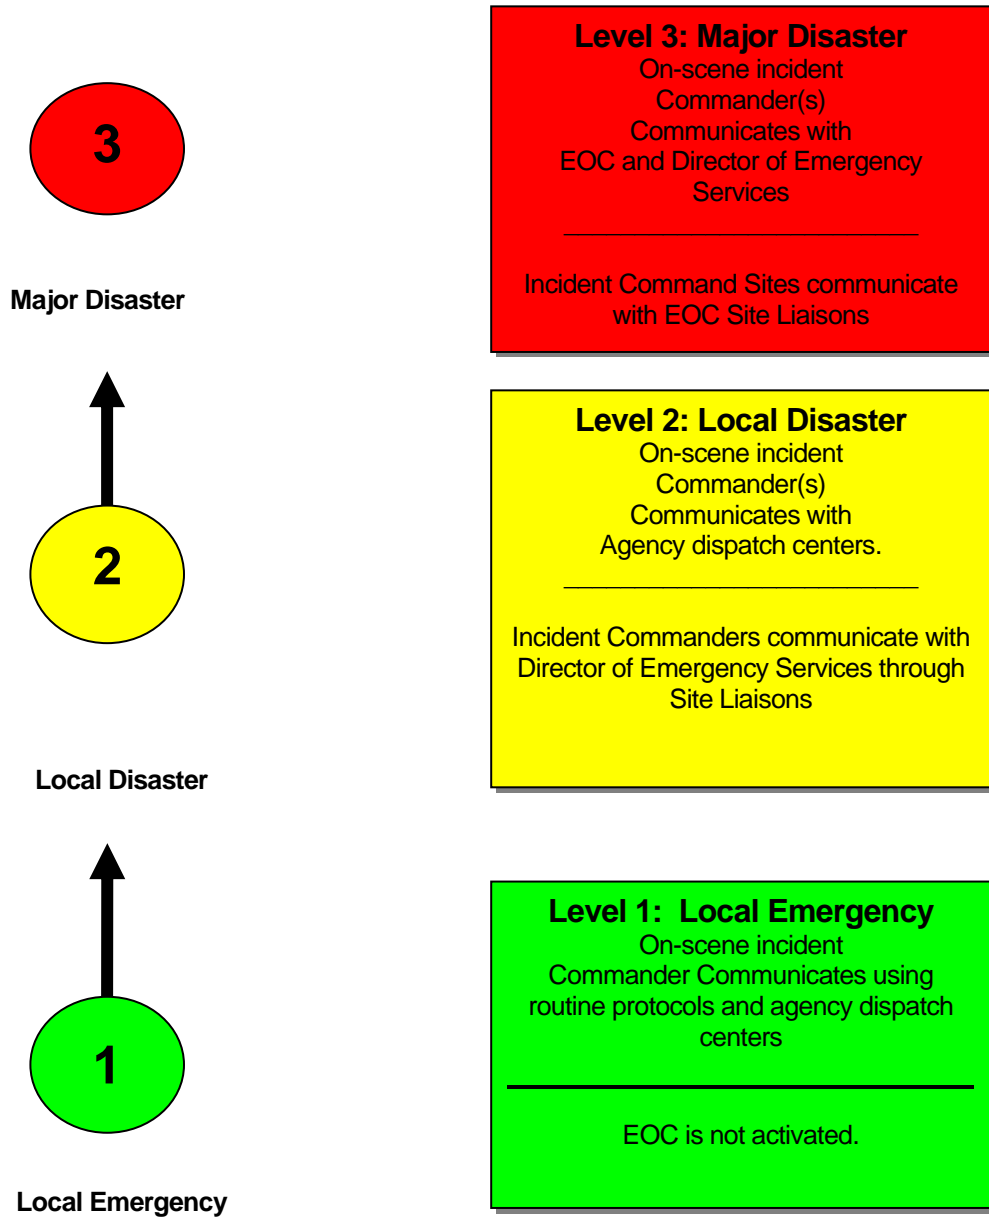 3
Major Disaster
Level 3: Major Disaster
On-scene incident
Commander(s)
Communicates with
EOC and Director of Emergency
Services
Incident Command Sites communicate
with EOC Site Liaisons
2
Local Disaster
Level 2: Local Disaster
On-scene incident
Commander(s)
Communicates with
Agency dispatch centers.
Incident Commanders communicate with
Director of Emergency Services through
Site Liaisons
1
Local Emergency
Level 1:  Local Emergency
On-scene incident
Commander Communicates using
routine protocols and agency dispatch
centers
EOC is not activated.